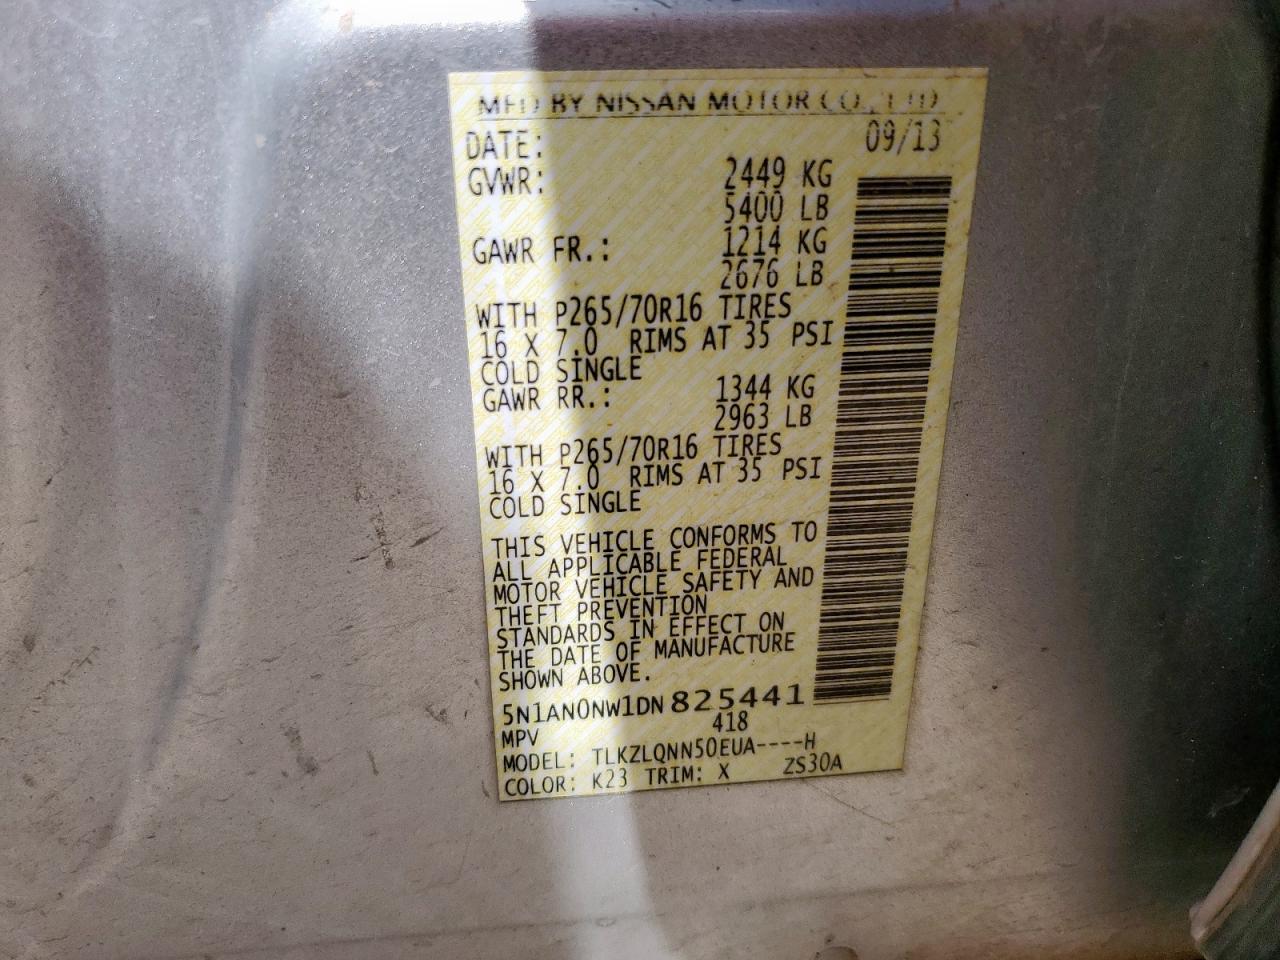 MFD BY NISSAN MOTOR CO., LTD
DATE: 09/13
GVWR: 2449 KG
5400 LB
GAWR FR.: 1214 KG
2676 LB
WITH P265/70R16 TIRES
16 X 7.0 RIMS AT 35 PSI
COLD SINGLE
GAWR RR.: 1344 KG
2963 LB
WITH P265/70R16 TIRES
16 X 7.0 RIMS AT 35 PSI
COLD SINGLE
THIS VEHICLE CONFORMS TO
ALL APPLICABLE FEDERAL
MOTOR VEHICLE SAFETY AND
THEFT PREVENTION
STANDARDS IN EFFECT ON
THE DATE OF MANUFACTURE
SHOWN ABOVE.
5N1AN0NW1DN825441
MPV 418
MODEL: TLKZLQNN50EUA----H
COLOR: K23 TRIM: X ZS30A